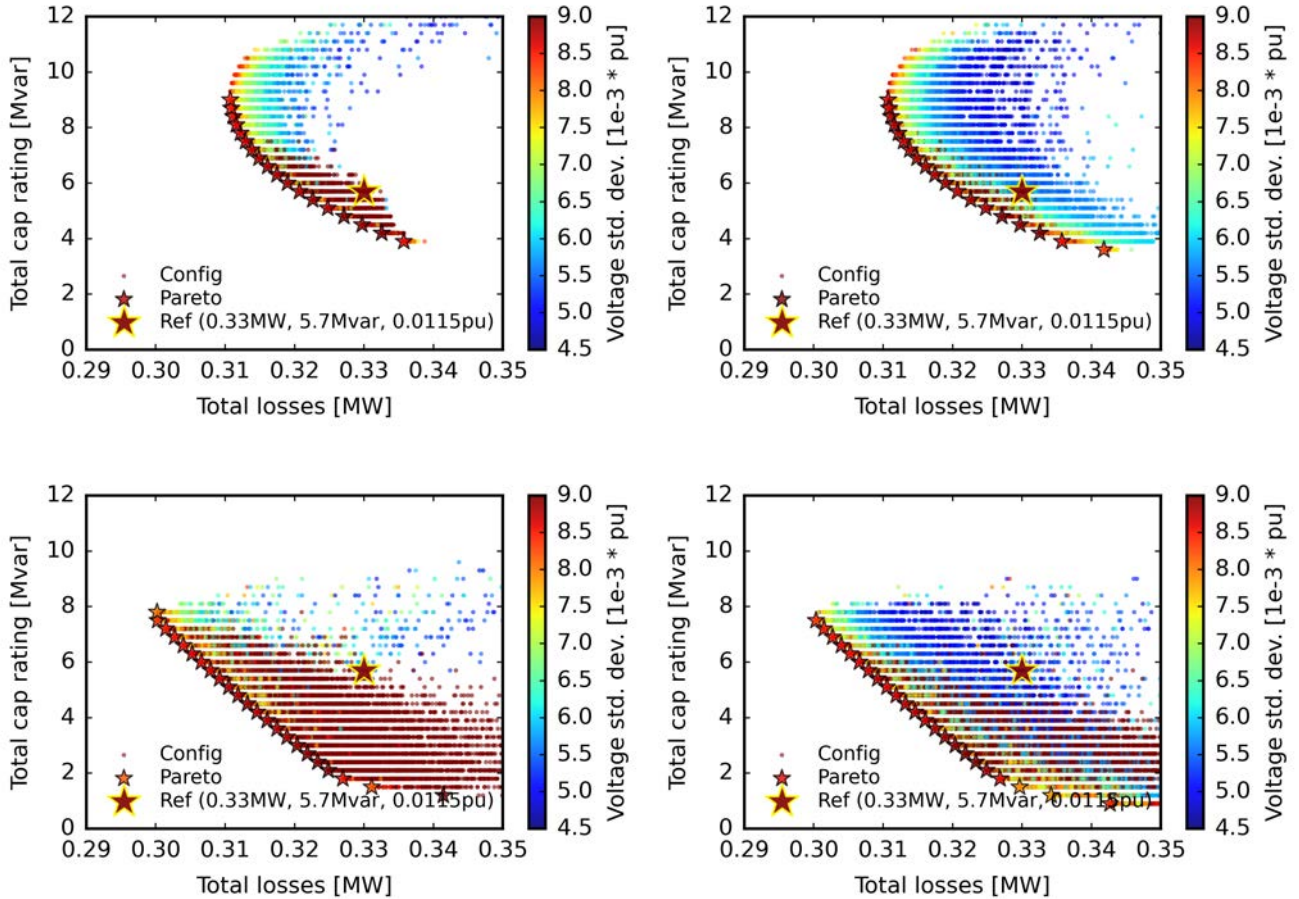 12
10
8
6
4
2
0
Total cap rating [Mvar]
Config
Pareto
Ref (0.33MW, 5.7Mvar, 0.0115pu)
0.29 0.30 0.31 0.32 0.33 0.34 0.35
Total losses [MW]
9.0
8.5
8.0
7.5
7.0
6.5
6.0
5.5
5.0
4.5
Voltage std. dev. [1e-3 * pu]
12
10
8
6
4
2
0
Total cap rating [Mvar]
Config
Pareto
Ref (0.33MW, 5.7Mvar, 0.0115pu)
0.29 0.30 0.31 0.32 0.33 0.34 0.35
Total losses [MW]
9.0
8.5
8.0
7.5
7.0
6.5
6.0
5.5
5.0
4.5
Voltage std. dev. [1e-3 * pu]
12
10
8
6
4
2
0
Total cap rating [Mvar]
Config
Pareto
Ref (0.33MW, 5.7Mvar, 0.0115pu)
0.29 0.30 0.31 0.32 0.33 0.34 0.35
Total losses [MW]
9.0
8.5
8.0
7.5
7.0
6.5
6.0
5.5
5.0
4.5
Voltage std. dev. [1e-3 * pu]
12
10
8
6
4
2
0
Total cap rating [Mvar]
Config
Pareto
Ref (0.33MW, 5.7Mvar, 0.0115pu)
0.29 0.30 0.31 0.32 0.33 0.34 0.35
Total losses [MW]
9.0
8.5
8.0
7.5
7.0
6.5
6.0
5.5
5.0
4.5
Voltage std. dev. [1e-3 * pu]